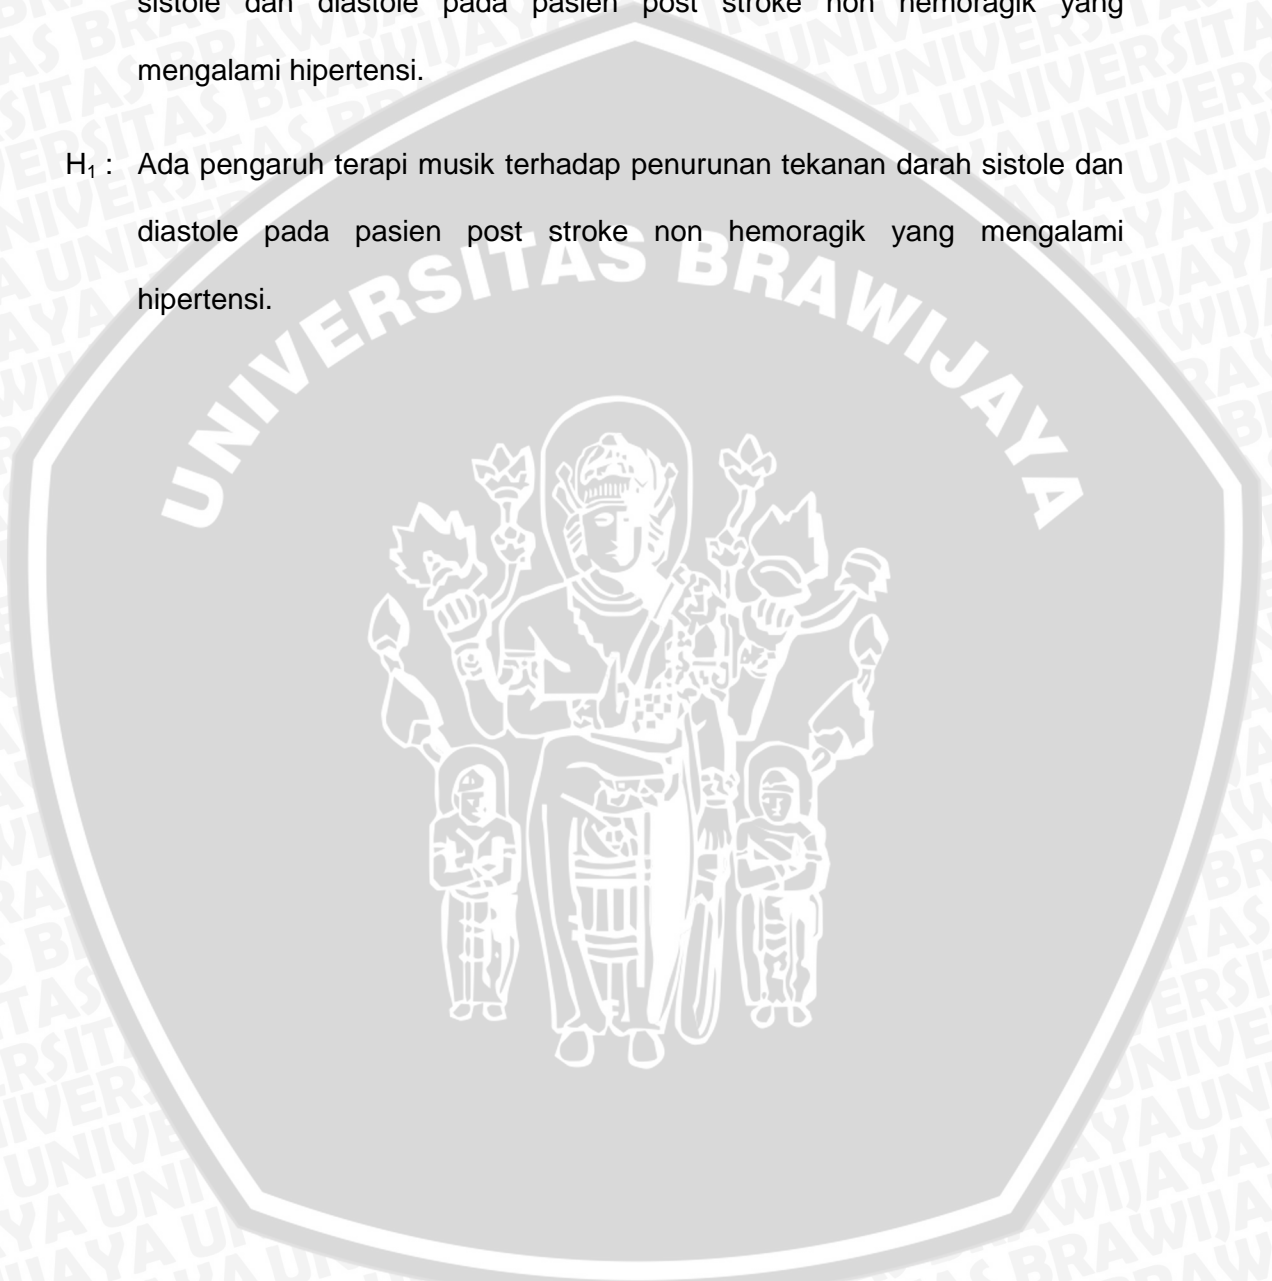 sistole dan diastole pada pasien post stroke non hemoragik yang
mengalami hipertensi.
H₁ : Ada pengaruh terapi musik terhadap penurunan tekanan darah sistole dan
diastole pada pasien post stroke non hemoragik yang mengalami
hipertensi.
UNIVERSITAS BRAWIJAYA